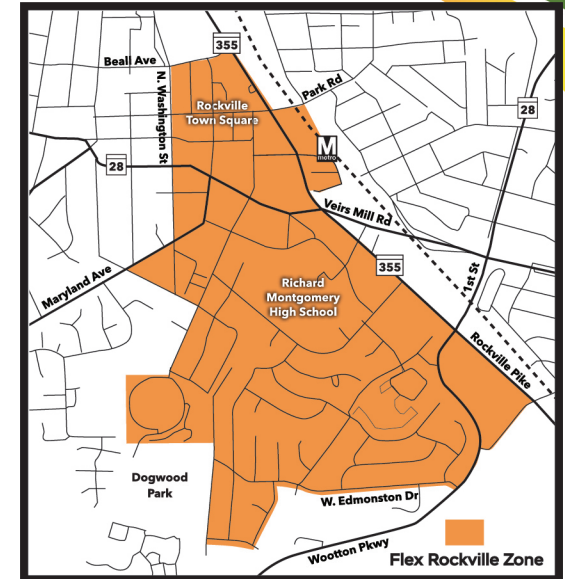 355
Beall Ave
N. Washington St
Park Rd
Rockville
Town Square
28
M
metro
28
Veirs Mill Rd
355
1st St
Maryland Ave
Richard
Montgomery
High School
Rockville Pike
Dogwood
Park
W. Edmonston Dr
Wootton Pkwy
Flex Rockville Zone